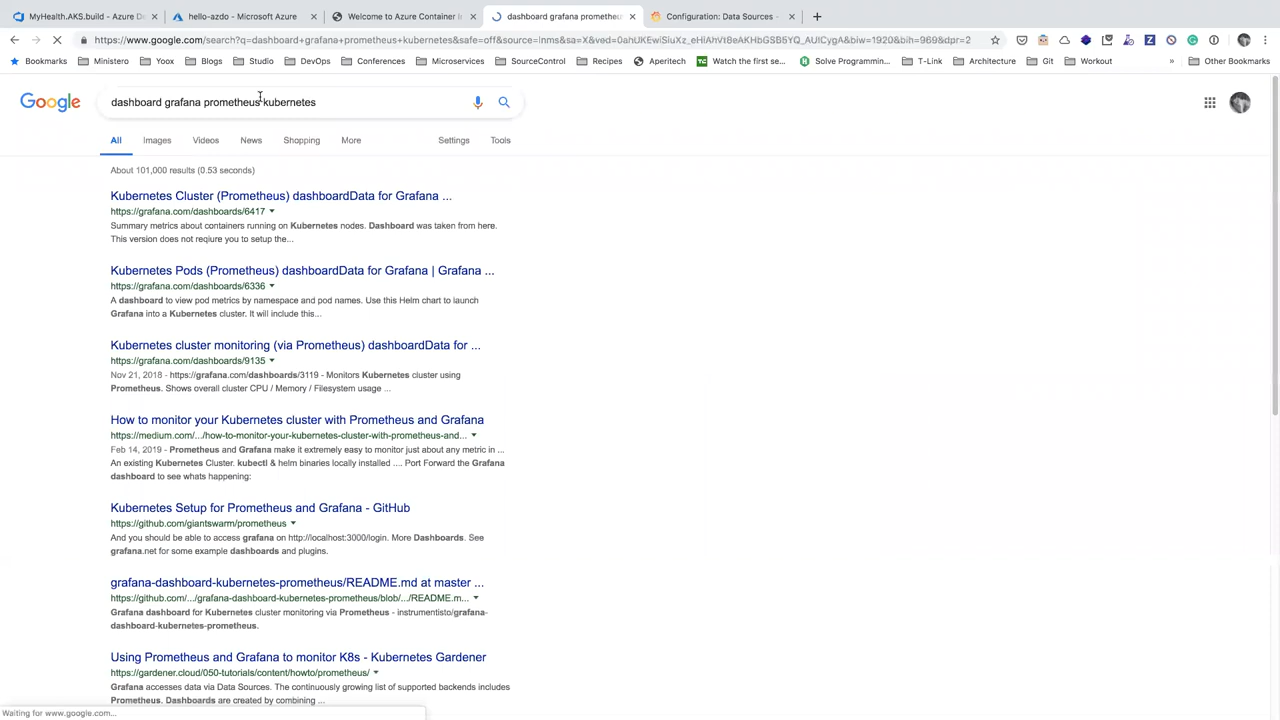 MyHealth.AKS.build - Azure D
hello-azdo - Microsoft Azure
Welcome to Azure Container I
dashboard grafana prometheu
Configuration: Data Sources -
https://www.google.com/search?q=dashboard+grafana+prometheus+kubernetes&safe=off&source=lnms&sa=X&ved=0ahUKEwiSiuXz_eHiAhVt8eAKHbGSB5YQ_AUICygA&biw=1920&bih=969&dpr=2
Bookmarks Ministero Yoox Blogs Studio DevOps Conferences Microservices SourceControl Recipes Aperitech Watch the first se... Solve Programmin... T-Link Architecture Git Workout » Other Bookmarks
Google
dashboard grafana prometheus kubernetes
All Images Videos News Shopping More Settings Tools
About 101,000 results (0.53 seconds)
Kubernetes Cluster (Prometheus) dashboardData for Grafana ...
https://grafana.com/dashboards/6417
Summary metrics about containers running on Kubernetes nodes. Dashboard was taken from here.
This version does not reqiure you to setup the...
Kubernetes Pods (Prometheus) dashboardData for Grafana | Grafana ...
https://grafana.com/dashboards/6336
A dashboard to view pod metrics by namespace and pod names. Use this Helm chart to launch
Grafana into a Kubernetes cluster. It will include this...
Kubernetes cluster monitoring (via Prometheus) dashboardData for ...
https://grafana.com/dashboards/9135
Nov 21, 2018 - https://grafana.com/dashboards/3119 - Monitors Kubernetes cluster using
Prometheus. Shows overall cluster CPU / Memory / Filesystem usage ...
How to monitor your Kubernetes cluster with Prometheus and Grafana
https://medium.com/.../how-to-monitor-your-kubernetes-cluster-with-prometheus-and...
Feb 14, 2019 - Prometheus and Grafana make it extremely easy to monitor just about any metric in ...
An existing Kubernetes Cluster. kubectl & helm binaries locally installed .... Port Forward the Grafana
dashboard to see whats happening:
Kubernetes Setup for Prometheus and Grafana - GitHub
https://github.com/giantswarm/prometheus
And you should be able to access grafana on http://localhost:3000/login. More Dashboards. See
grafana.net for some example dashboards and plugins.
grafana-dashboard-kubernetes-prometheus/README.md at master ...
https://github.com/.../grafana-dashboard-kubernetes-prometheus/blob/.../README.m...
Grafana dashboard for Kubernetes cluster monitoring via Prometheus - instrumentisto/grafana-
dashboard-kubernetes-prometheus.
Using Prometheus and Grafana to monitor K8s - Kubernetes Gardener
https://gardener.cloud/050-tutorials/content/howto/prometheus/
Grafana accesses data via Data Sources. The continuously growing list of supported backends includes
Prometheus. Dashboards are created by combining ...
Waiting for www.google.com...